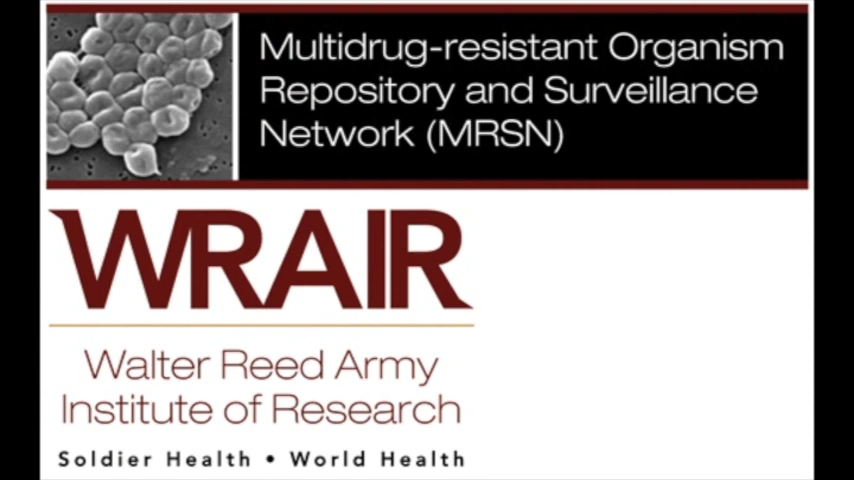 Multidrug-resistant Organism
Repository and Surveillance
Network (MRSN)
WRAIR
Walter Reed Army
Institute of Research
Soldier Health • World Health